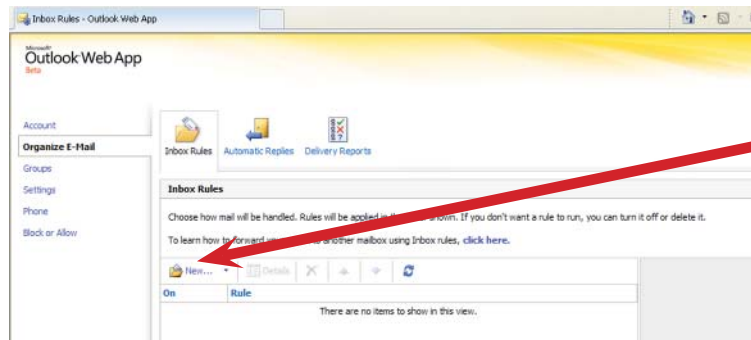 Inbox Rules - Outlook Web App
Microsoft
Outlook Web App
Beta
Account
Organize E-Mail
Groups
Settings
Phone
Block or Allow
Inbox Rules
Automatic Replies
Delivery Reports
Inbox Rules
Choose how mail will be handled. Rules will be applied in the shown. If you don't want a rule to run, you can turn it off or delete it.
To learn how to forward another mailbox using Inbox rules, click here.
New...
Details
On Rule
There are no items to show in this view.